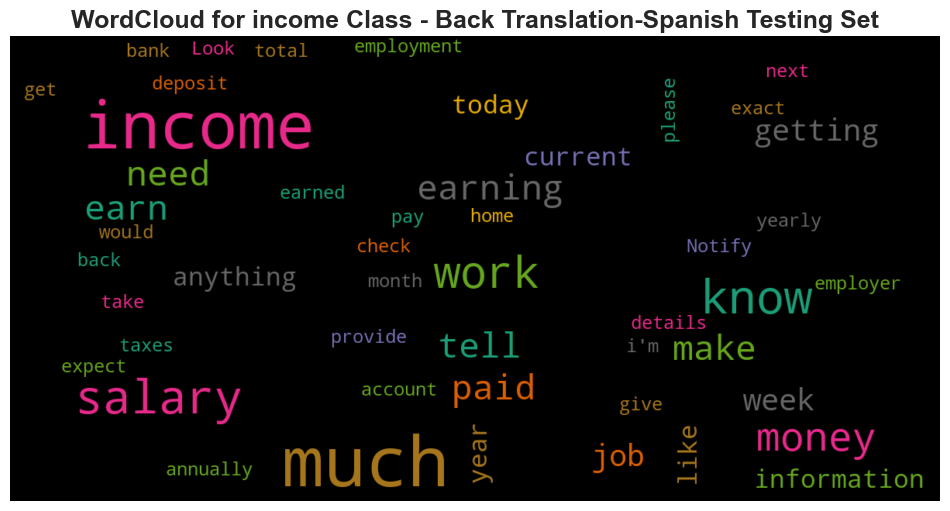 WordCloud for income Class - Back Translation-Spanish Testing Set
bank Look total employment
next
get deposit
today please exact
income getting
current
need earning
earned
earn pay home yearly
would
check Notify
back
anything month work know employer
take
details
provide
taxes tell i'm make
expect
salary account paid give week
year like money
much job
annually information